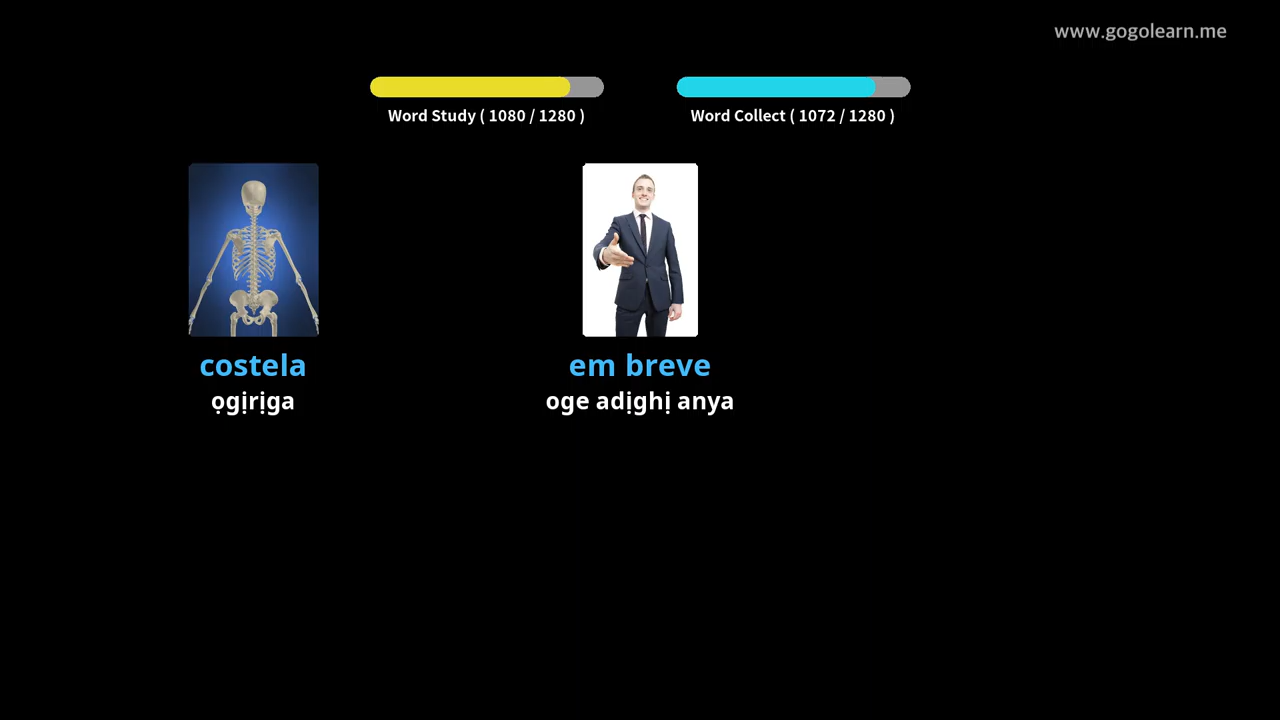 www.gogolearn.me
Word Study ( 1080 / 1280 )
Word Collect ( 1072 / 1280 )
costela
ọgịrịga
em breve
oge adịghị anya